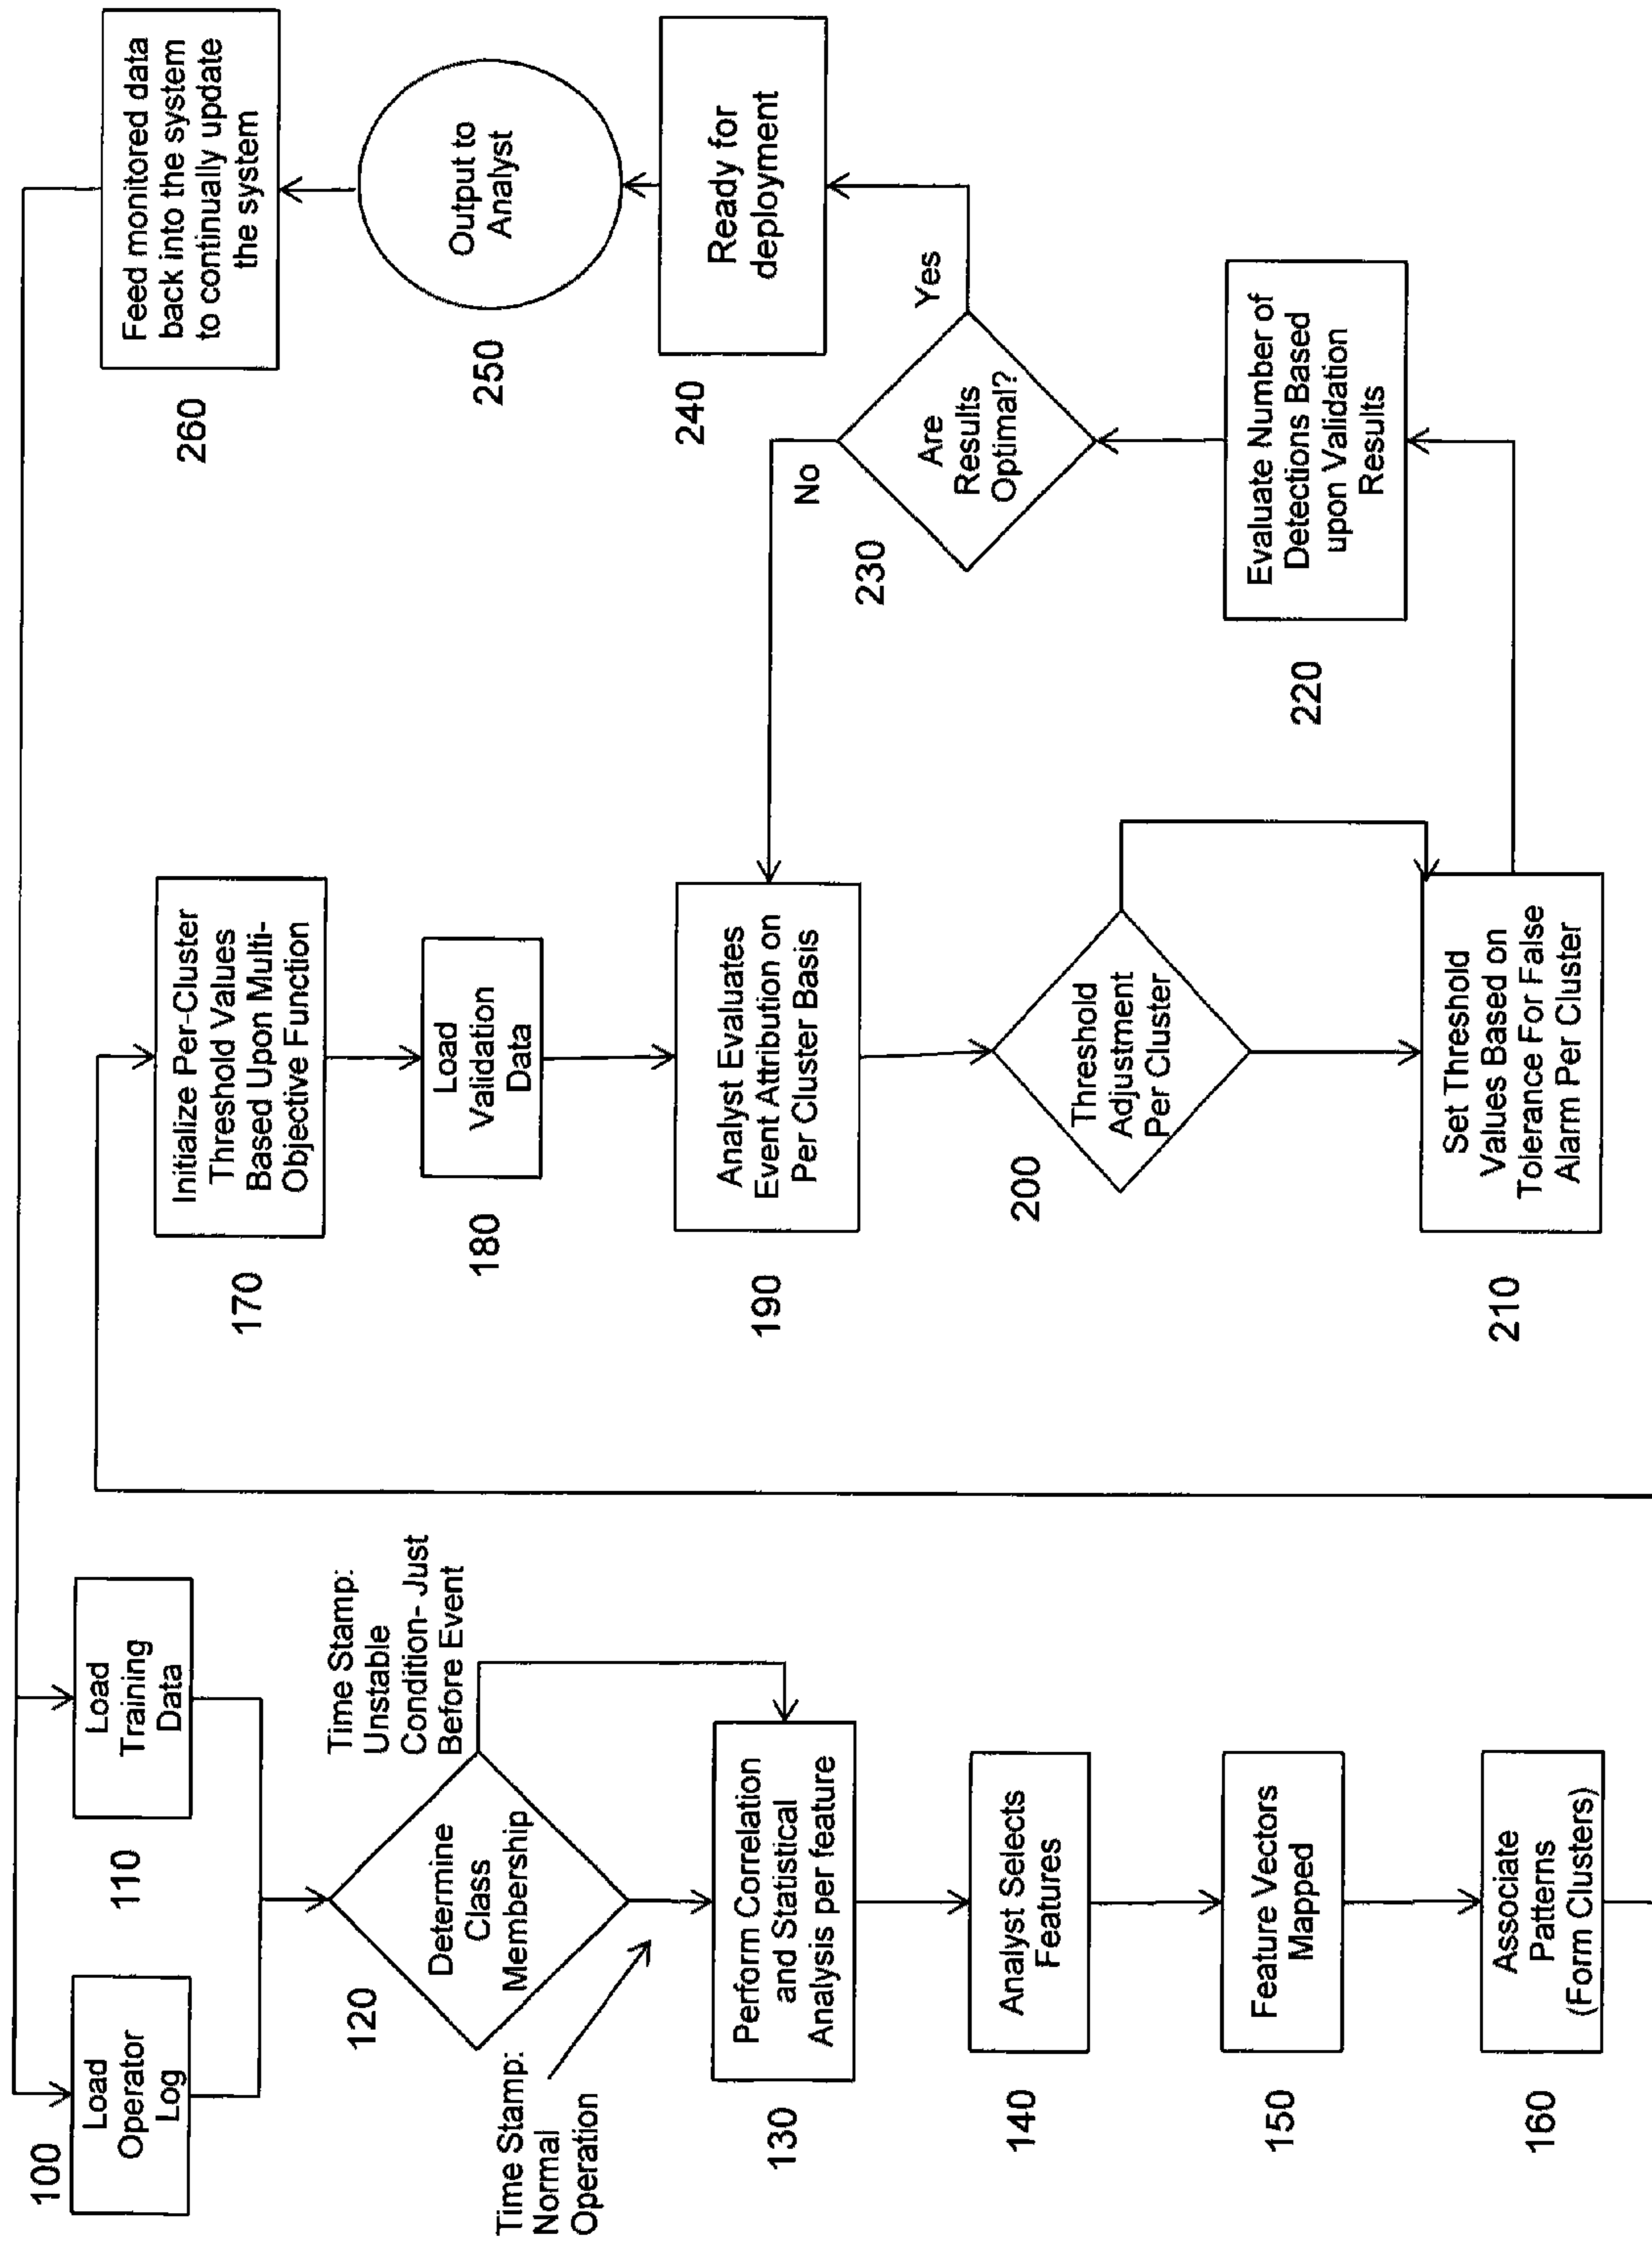 100
Load
Operator
Log
110
Load
Training
Data
120
Determine
Class
Membership
Time Stamp:
Unstable
Condition- Just
Before Event
Time Stamp:
Normal
Operation
130
Perform Correlation
and Statistical
Analysis per feature
140
Analyst Selects
Features
150
Feature Vectors
Mapped
160
Associate
Patterns
(Form Clusters)
170
Initialize Per-Cluster
Threshold Values
Based Upon Multi-
Objective Function
180
Load
Validation
Data
190
Analyst Evaluates
Event Attribution on
Per Cluster Basis
200
Threshold
Adjustment
Per Cluster
210
Set Threshold
Values Based on
Tolerance For False
Alarm Per Cluster
220
Evaluate Number of
Detections Based
upon Validation
Results
230
Are
Results
Optimal?
No
Yes
240
Ready for
deployment
250
Output to
Analyst
260
Feed monitored data
back into the system
to continually update
the system